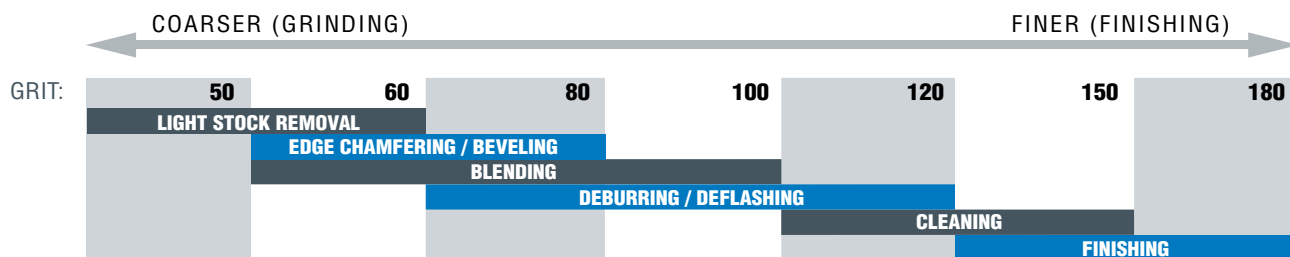 COARSER (GRINDING) FINER (FINISHING)
GRIT: 50 60 80 100 120 150 180
LIGHT STOCK REMOVAL
EDGE CHAMFERING / BEVELING
BLENDING
DEBURRING / DEFLASHING
CLEANING
FINISHING